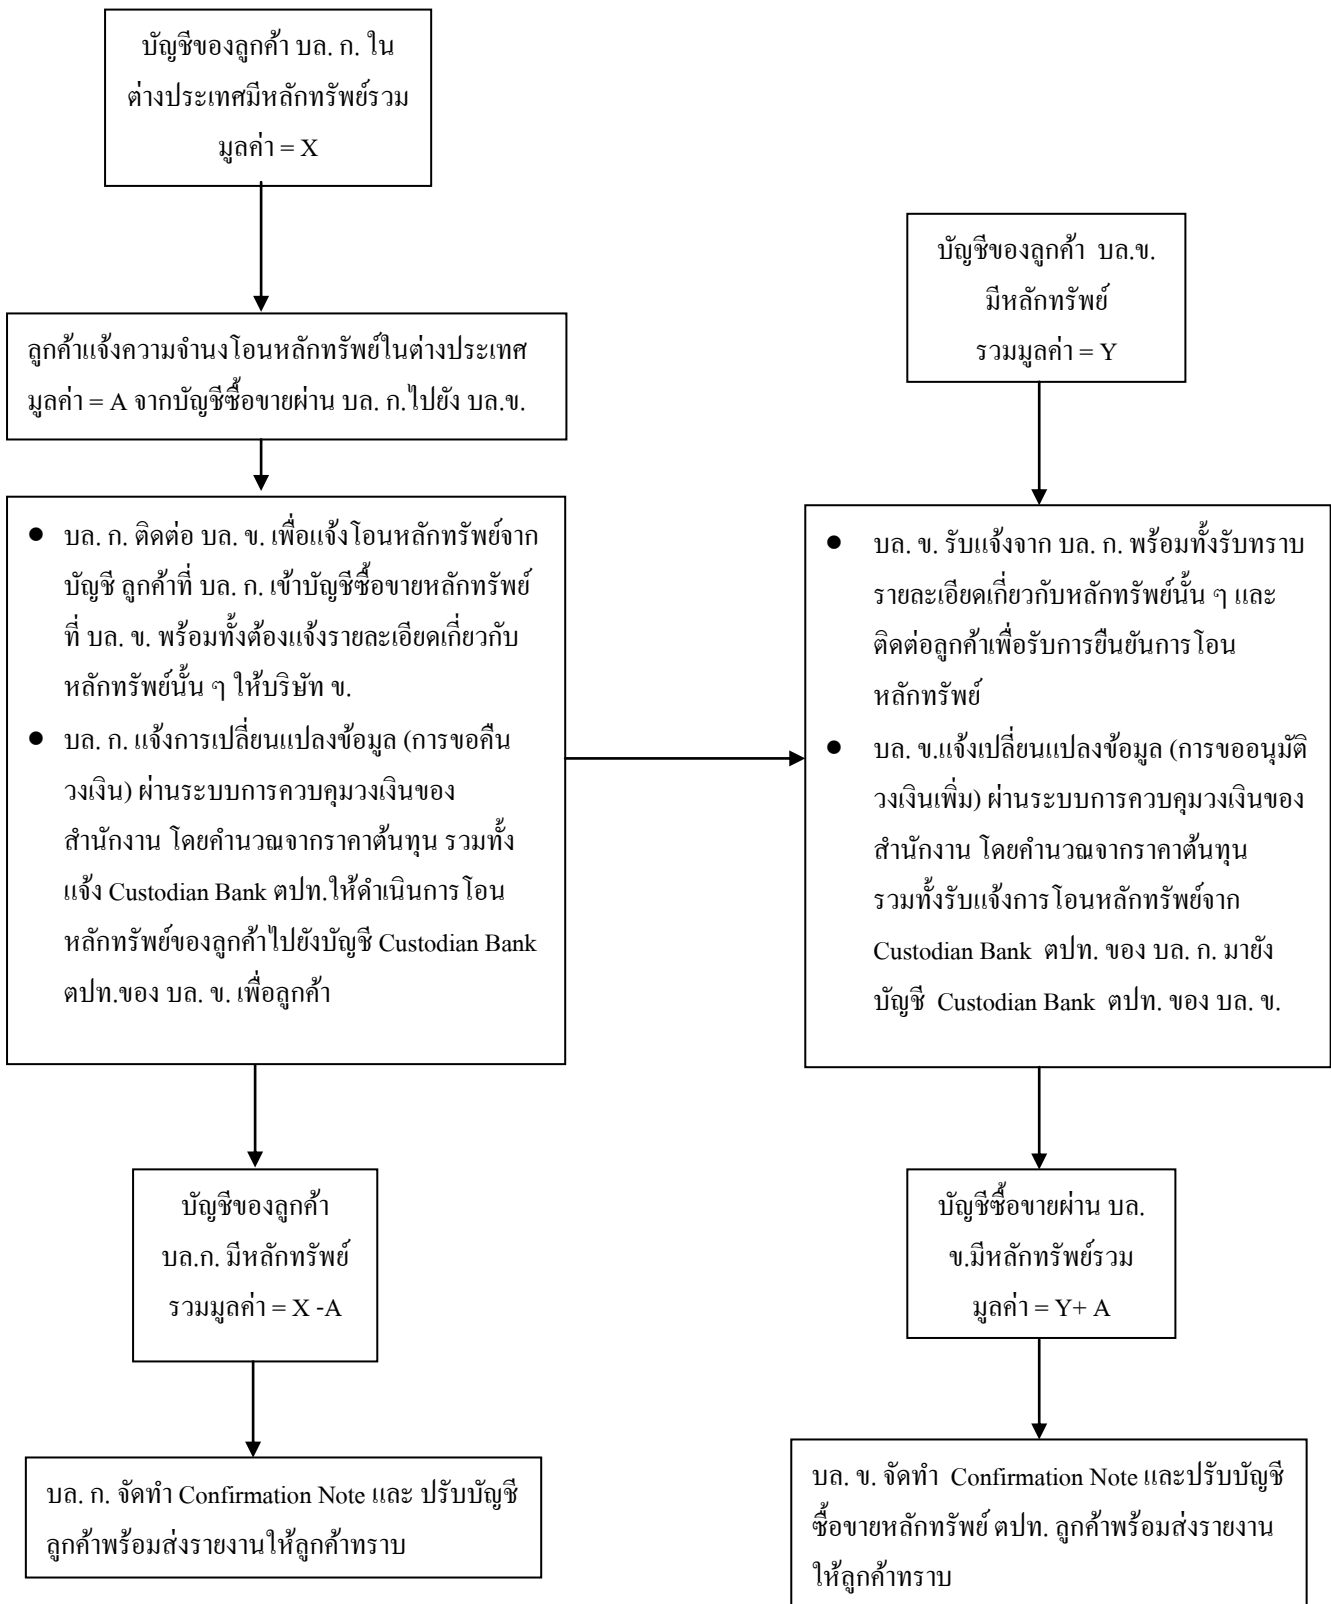 บัญชีของลูกค้า บล. ก. ใน
ต่างประเทศมีหลักทรัพย์รวม
มูลค่า = X
ลูกค้าแจ้งความจำนงโอนหลักทรัพย์ในต่างประเทศ
มูลค่า = A จากบัญชีซื้อขายผ่าน บล. ก.ไปยัง บล.ข.
● บล. ก. ติดต่อ บล. ข. เพื่อแจ้งโอนหลักทรัพย์จาก
บัญชี ลูกค้าที่ บล. ก. เข้าบัญชีซื้อขายหลักทรัพย์
ที่ บล. ข. พร้อมทั้งต้องแจ้งรายละเอียดเกี่ยวกับ
หลักทรัพย์นั้น ๆ ให้บริษัท ข.
● บล. ก. แจ้งการเปลี่ยนแปลงข้อมูล (การขอคืน
วงเงิน) ผ่านระบบการควบคุมวงเงินของ
สำนักงาน โดยคำนวณจากราคาต้นทุน รวมทั้ง
แจ้ง Custodian Bank ตปท.ให้ดำเนินการโอน
หลักทรัพย์ของลูกค้าไปยังบัญชี Custodian Bank
ตปท.ของ บล. ข. เพื่อลูกค้า
บัญชีของลูกค้า
บล.ก. มีหลักทรัพย์
รวมมูลค่า = X -A
บล. ก. จัดทำ Confirmation Note และ ปรับบัญชี
ลูกค้าพร้อมส่งรายงานให้ลูกค้าทราบ
บัญชีของลูกค้า บล.ข.
มีหลักทรัพย์
รวมมูลค่า = Y
● บล. ข. รับแจ้งจาก บล. ก. พร้อมทั้งรับทราบ
รายละเอียดเกี่ยวกับหลักทรัพย์นั้น ๆ และ
ติดต่อลูกค้าเพื่อรับการยืนยันการโอน
หลักทรัพย์
● บล. ข.แจ้งเปลี่ยนแปลงข้อมูล (การขออนุมัติ
วงเงินเพิ่ม) ผ่านระบบการควบคุมวงเงินของ
สำนักงาน โดยคำนวณจากราคาต้นทุน
รวมทั้งรับแจ้งการโอนหลักทรัพย์จาก
Custodian Bank ตปท. ของ บล. ก. มายัง
บัญชี Custodian Bank ตปท. ของ บล. ข.
บัญชีซื้อขายผ่าน บล.
ข.มีหลักทรัพย์รวม
มูลค่า = Y+ A
บล. ข. จัดทำ Confirmation Note และปรับบัญชี
ซื้อขายหลักทรัพย์ ตปท. ลูกค้าพร้อมส่งรายงาน
ให้ลูกค้าทราบ